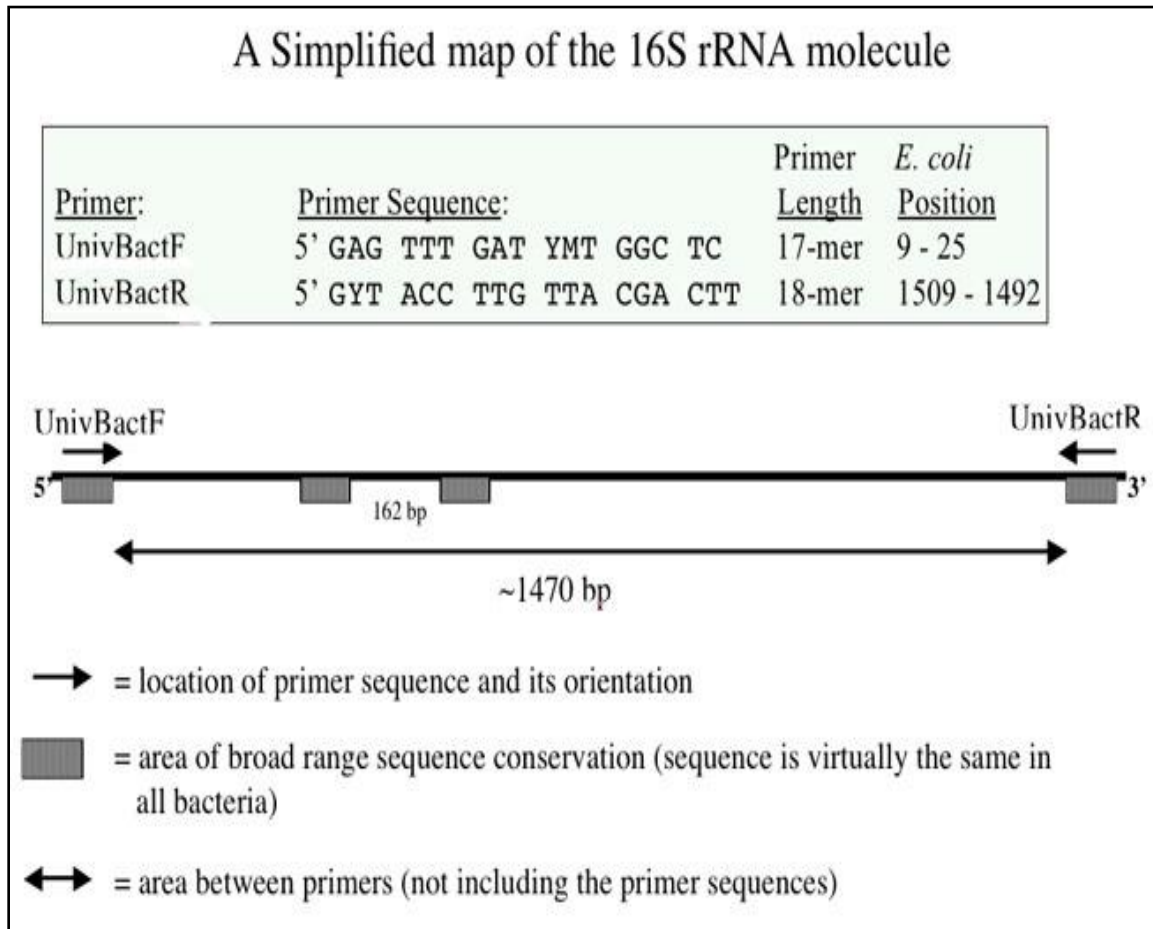 A Simplified map of the 16S rRNA molecule
Primer E. coli
Primer: Primer Sequence: Length Position
UnivBactF 5' GAG TTT GAT YMT GGC TC 17-mer 9 - 25
UnivBactR 5' GYT ACC TTG TTA CGA CTT 18-mer 1509 - 1492
UnivBactF UnivBactR
5' 3'
162 bp
~1470 bp
= location of primer sequence and its orientation
= area of broad range sequence conservation (sequence is virtually the same in
all bacteria)
= area between primers (not including the primer sequences)